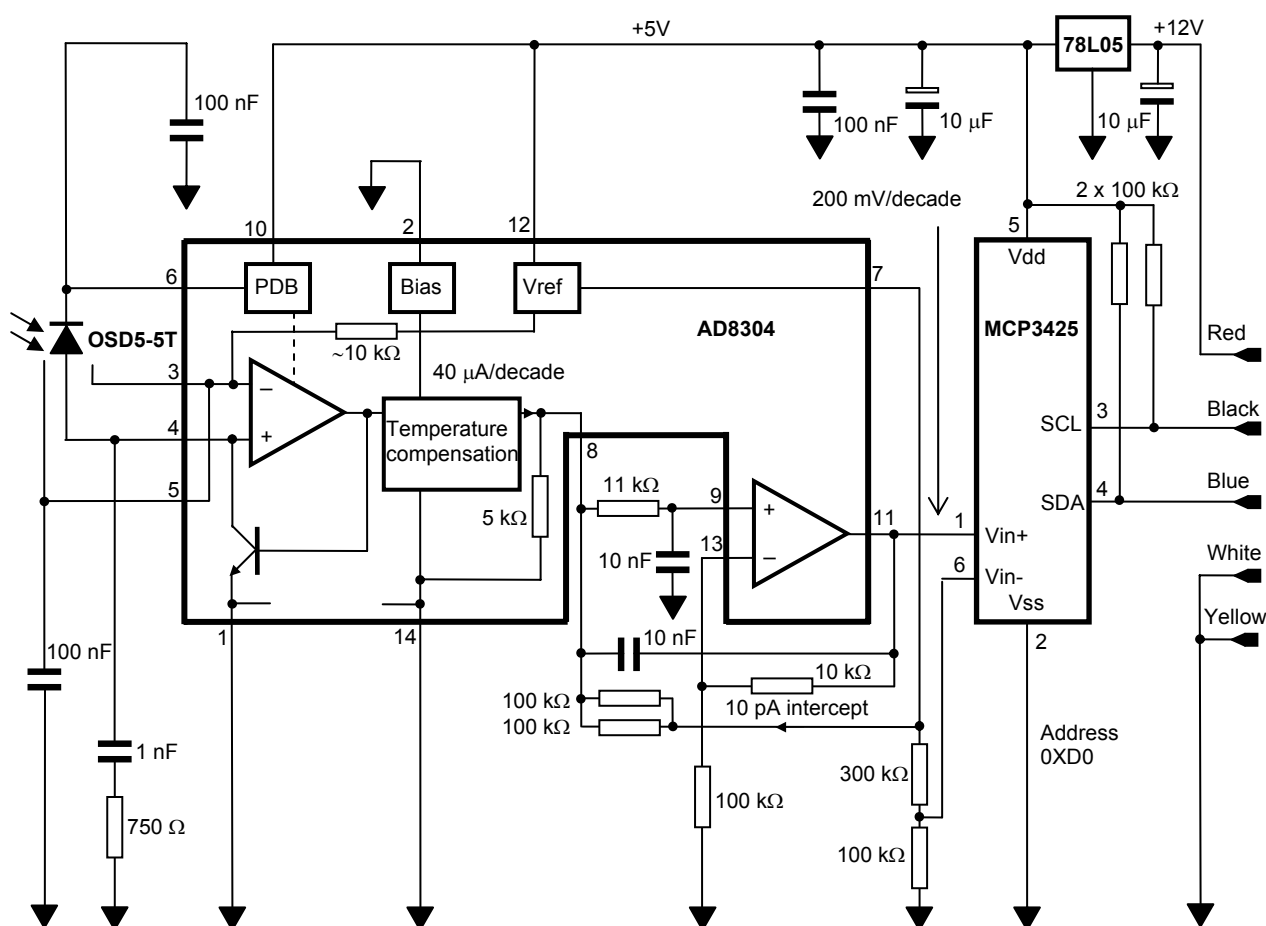 +5V
78L05
+12V
100 nF
100 nF
10 μF
10 μF
200 mV/decade
2 x 100 kΩ
10
2
12
5
6
PDB
Bias
Vref
7
Vdd
OSD5-5T
AD8304
MCP3425
~10 kΩ
Red
3
−
40 μA/decade
4
+
Temperature
compensation
SCL
3
Black
8
5
11 kΩ
9
+
11
SDA
4
Blue
5 kΩ
1
Vin+
10 nF
13
−
6
Vin-
White
Vss
1
14
2
Yellow
100 nF
10 nF
10 kΩ
100 kΩ
10 pA intercept
100 kΩ
Address
0XD0
1 nF
300 kΩ
100 kΩ
750 Ω
100 kΩ